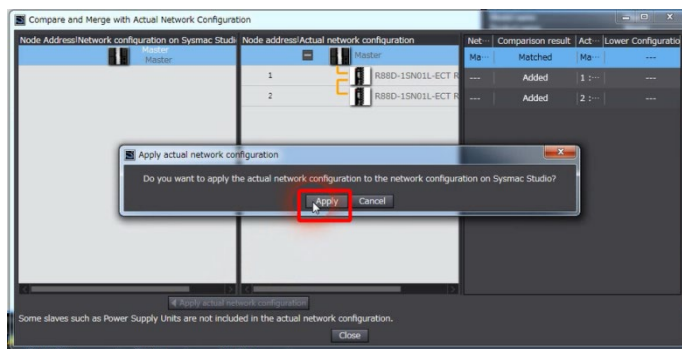 Compare and Merge with Actual Network Configuration
Node Address|Network configuration on Sysmac Studi
Node address|Actual network configuration
Net··· Comparison result Act··· Lower Configuratio
Master
Master
Master
Ma··· Matched Ma··· ---
1 R88D-1SN01L-ECT R
--- Added 1 :··· ---
2 R88D-1SN01L-ECT R
--- Added 2 :··· ---
Apply actual network configuration
Do you want to apply the actual network configuration to the network configuration on Sysmac Studio?
Apply Cancel
Apply actual network configuration
Some slaves such as Power Supply Units are not included in the actual network configuration.
Close